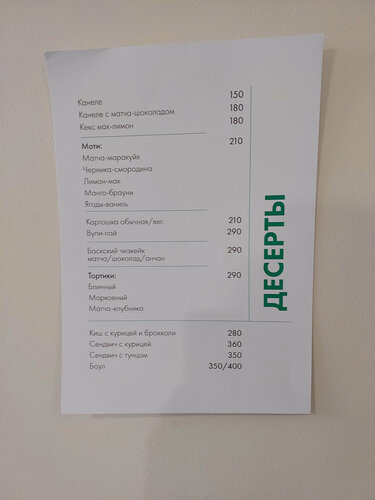 Канеле 150
Канеле с матча-шоколадом 180
Кекс мак-лимон 180
Моти: 210
Матча-маракуйя
Черника-смородина
Лимон-мак
Манго-брауни
Ягоды-ваниль
Картошка обычная/вег. 210
Вупи-пай 290
Баскский чизкейк 290
матча/шоколад/анчан
Тортики: 290
Блинный
Морковный
Матча-клубника
Киш с курицей и брокколи 280
Сендвич с курицей 360
Сендвич с тунцом 350
Боул 350/400
ДЕСЕРТЫ